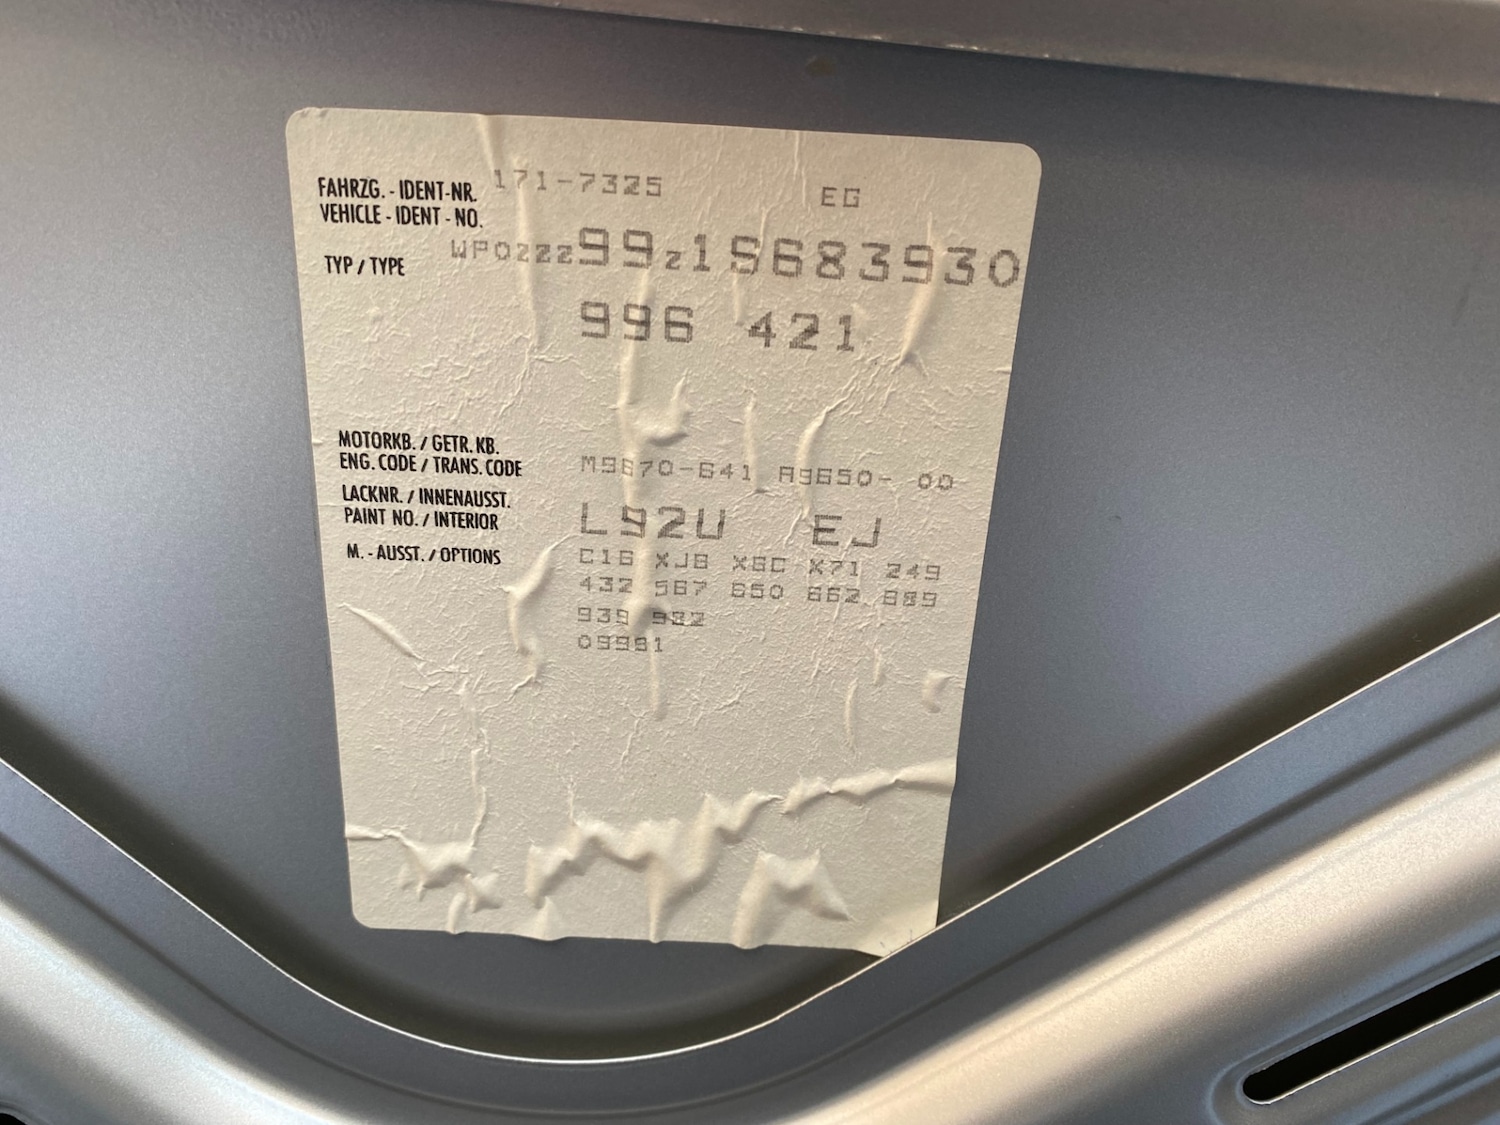 FAHRZG. - IDENT-NR. 171-7325 EG
VEHICLE - IDENT - NO.
WP0ZZZ99Z1S683930
TYP / TYPE
996 421
MOTORKB. / GETR. KB.
ENG. CODE / TRANS. CODE M9670-641 A9650- 00
LACKNR. / INNENAUSST.
PAINT NO. / INTERIOR L92U EJ
M. - AUSST. / OPTIONS C16 XJB X6C X71 249
432 567 650 662 889
939 982
09991